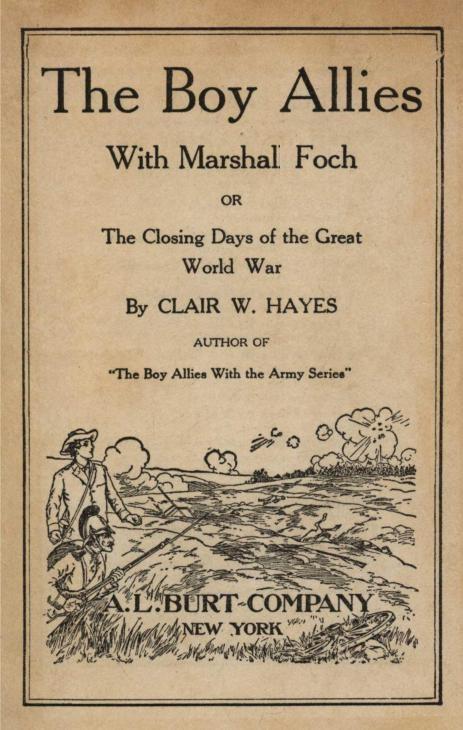 The Boy Allies
With Marshal Foch
OR
The Closing Days of the Great
World War
By CLAIR W. HAYES
AUTHOR OF
"The Boy Allies With the Army Series"
A. L. BURT COMPANY
NEW YORK